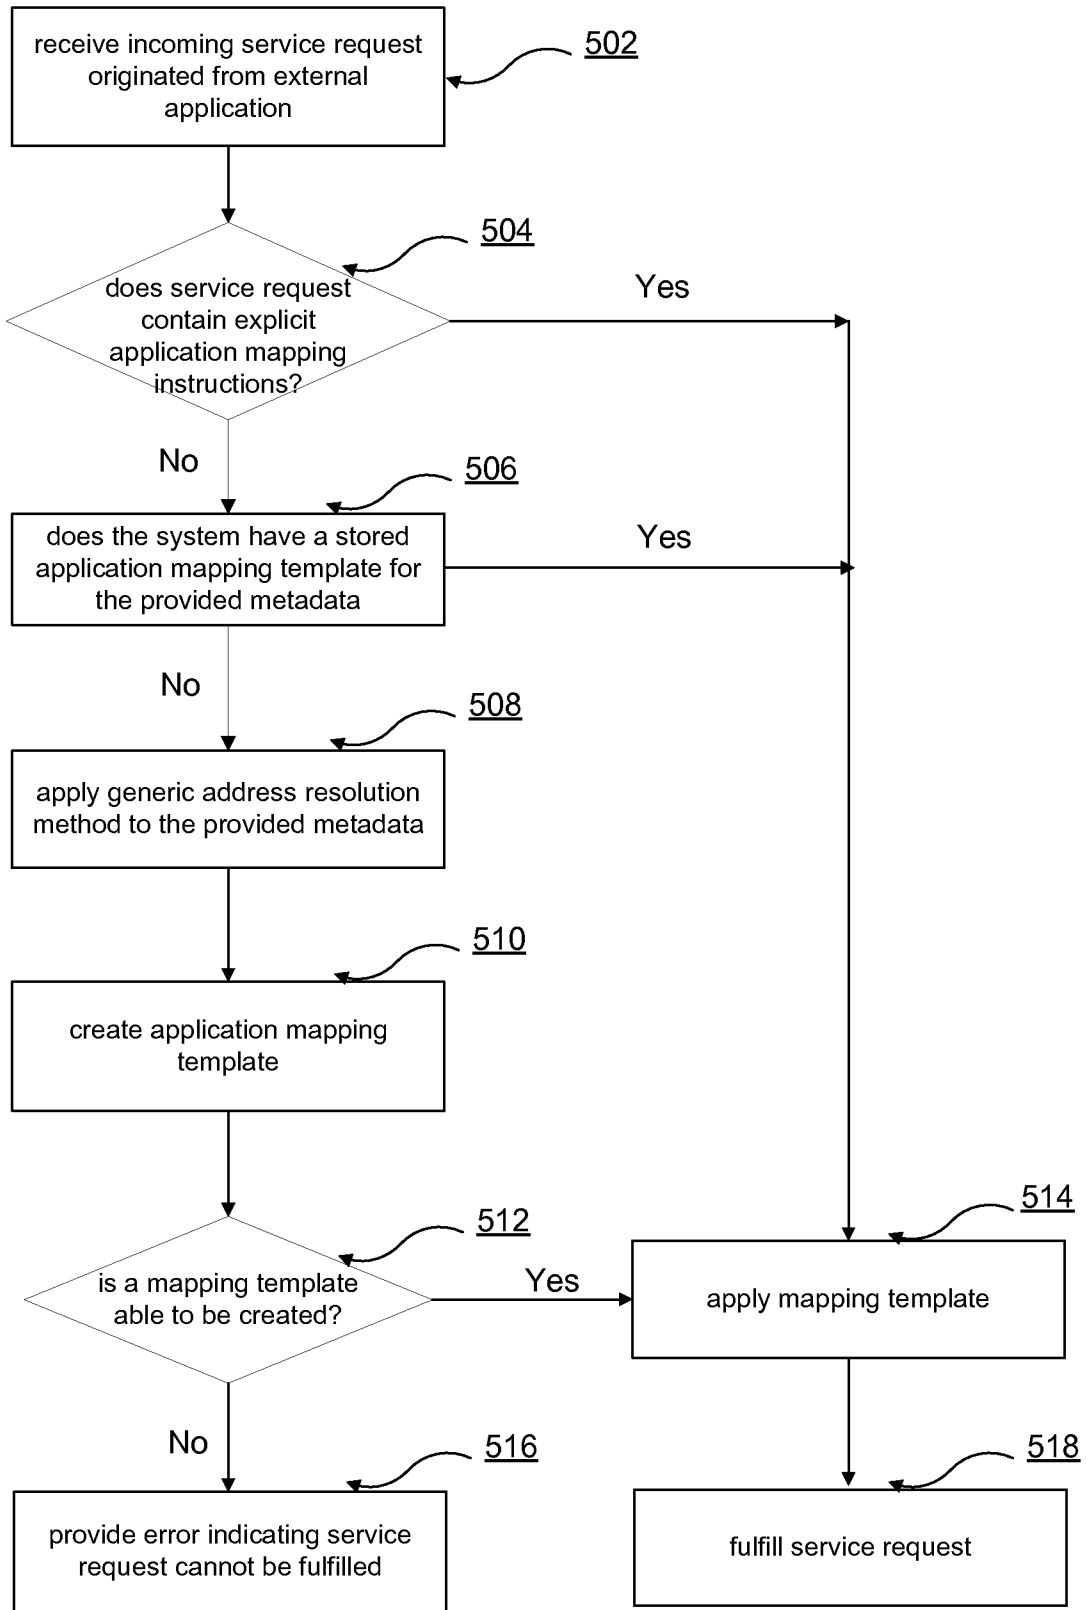 receive incoming service request
originated from external
application
502
504
does service request
contain explicit
application mapping
instructions?
Yes
No
506
does the system have a stored
application mapping template for
the provided metadata
Yes
No
508
apply generic address resolution
method to the provided metadata
510
create application mapping
template
512
is a mapping template
able to be created?
Yes
514
apply mapping template
No
516
provide error indicating service
request cannot be fulfilled
518
fulfill service request